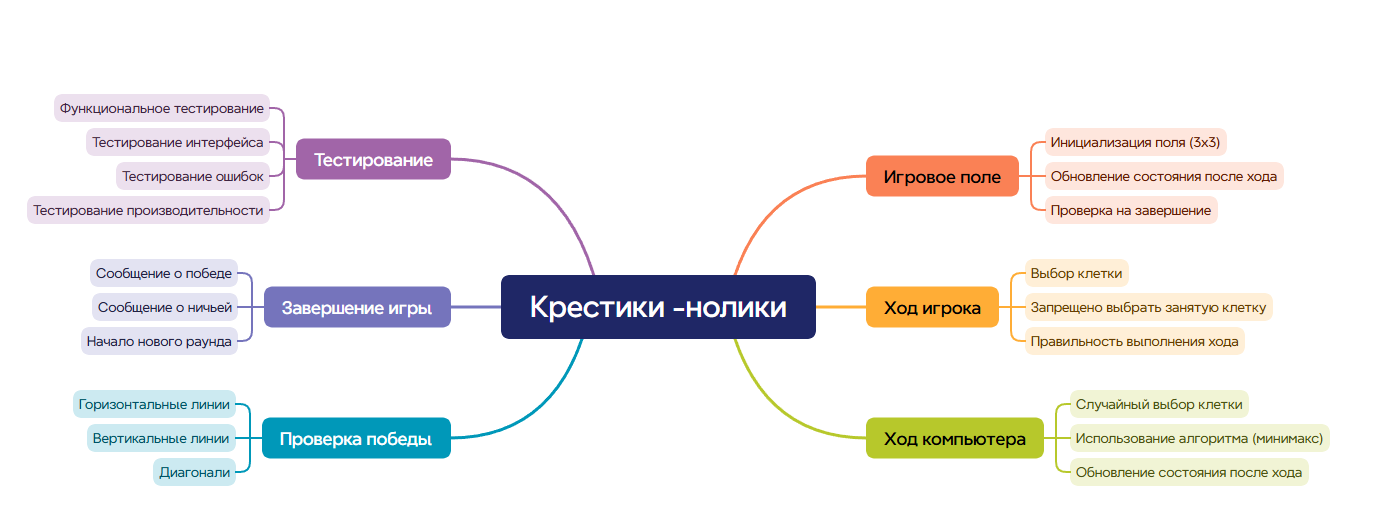 Крестики -нолики
Тестирование
Функциональное тестирование
Тестирование интерфейса
Тестирование ошибок
Тестирование производительности
Завершение игры
Сообщение о победе
Сообщение о ничьей
Начало нового раунда
Проверка победы
Горизонтальные линии
Вертикальные линии
Диагонали
Игровое поле
Инициализация поля (3x3)
Обновление состояния после хода
Проверка на завершение
Ход игрока
Выбор клетки
Запрещено выбрать занятую клетку
Правильность выполнения хода
Ход компьютера
Случайный выбор клетки
Использование алгоритма (минимакс)
Обновление состояния после хода